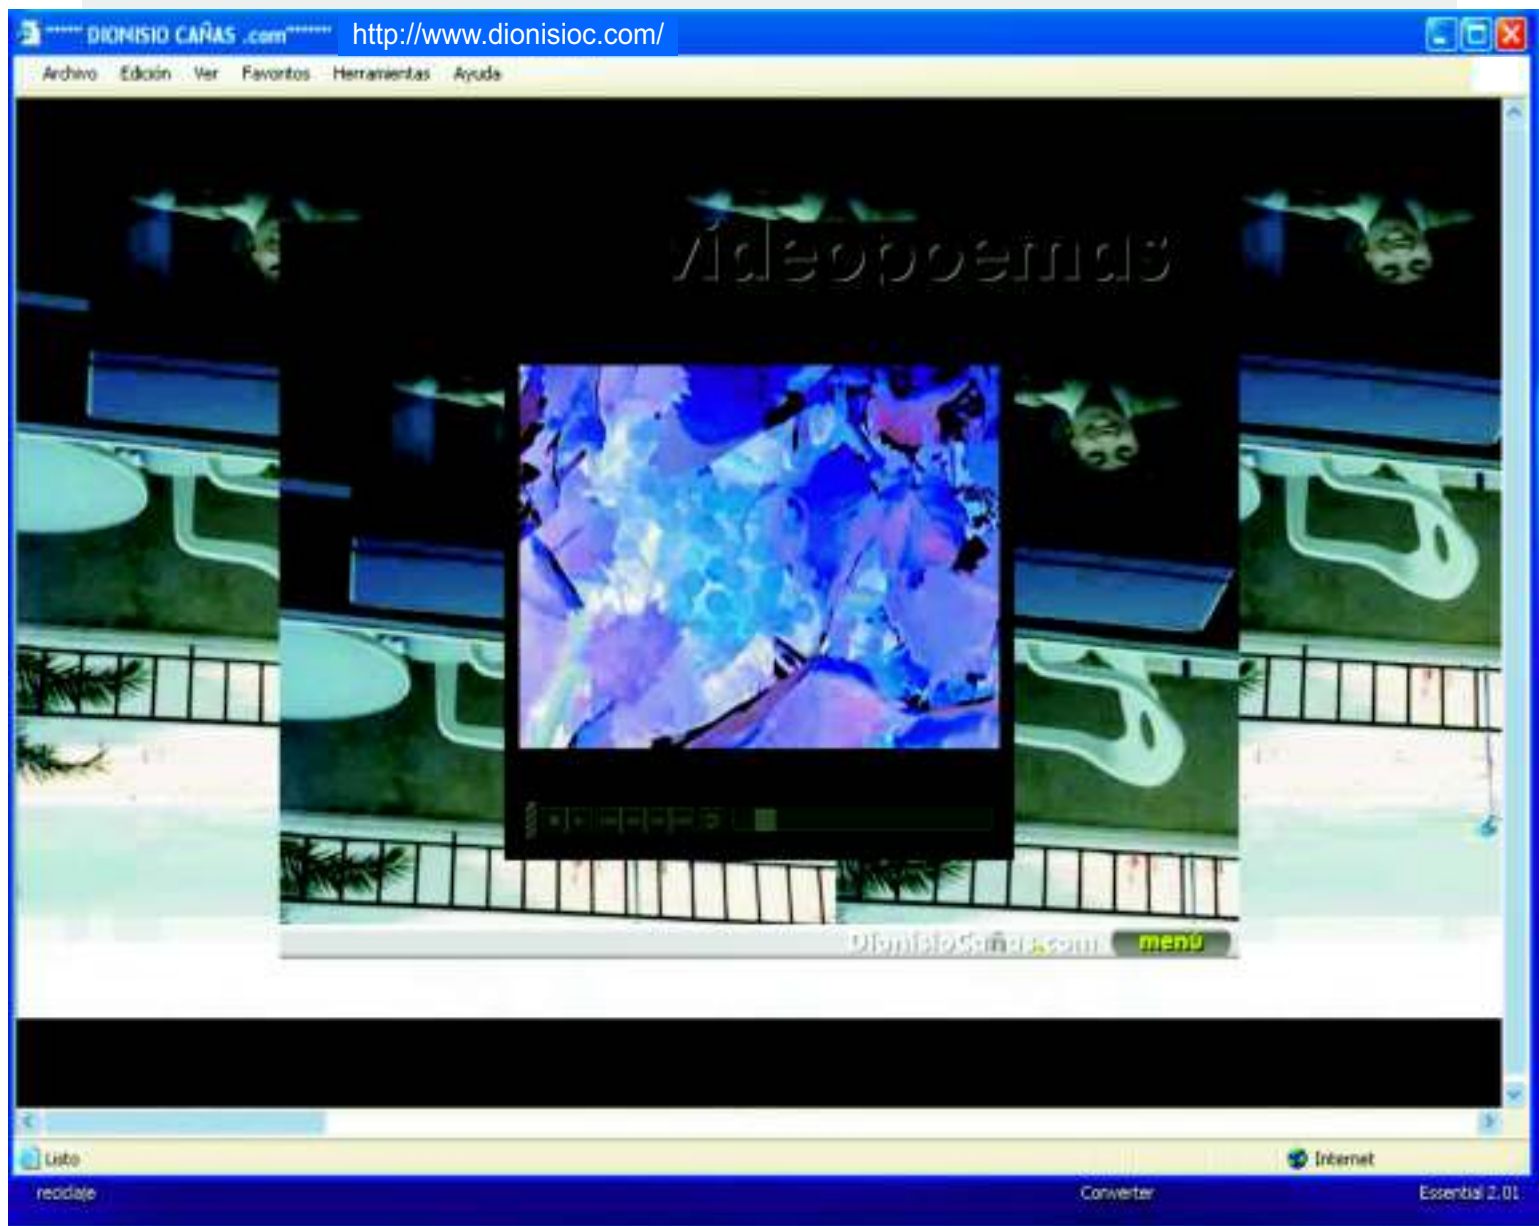 ***** DIONISIO CAÑAS .com****** http://www.dionisioc.com/
Archivo Edición Ver Favoritos Herramientas Ayuda
videopoemas
DionisioCañas.com menú
Listo Internet
reciclaje Converter Essential 2.01